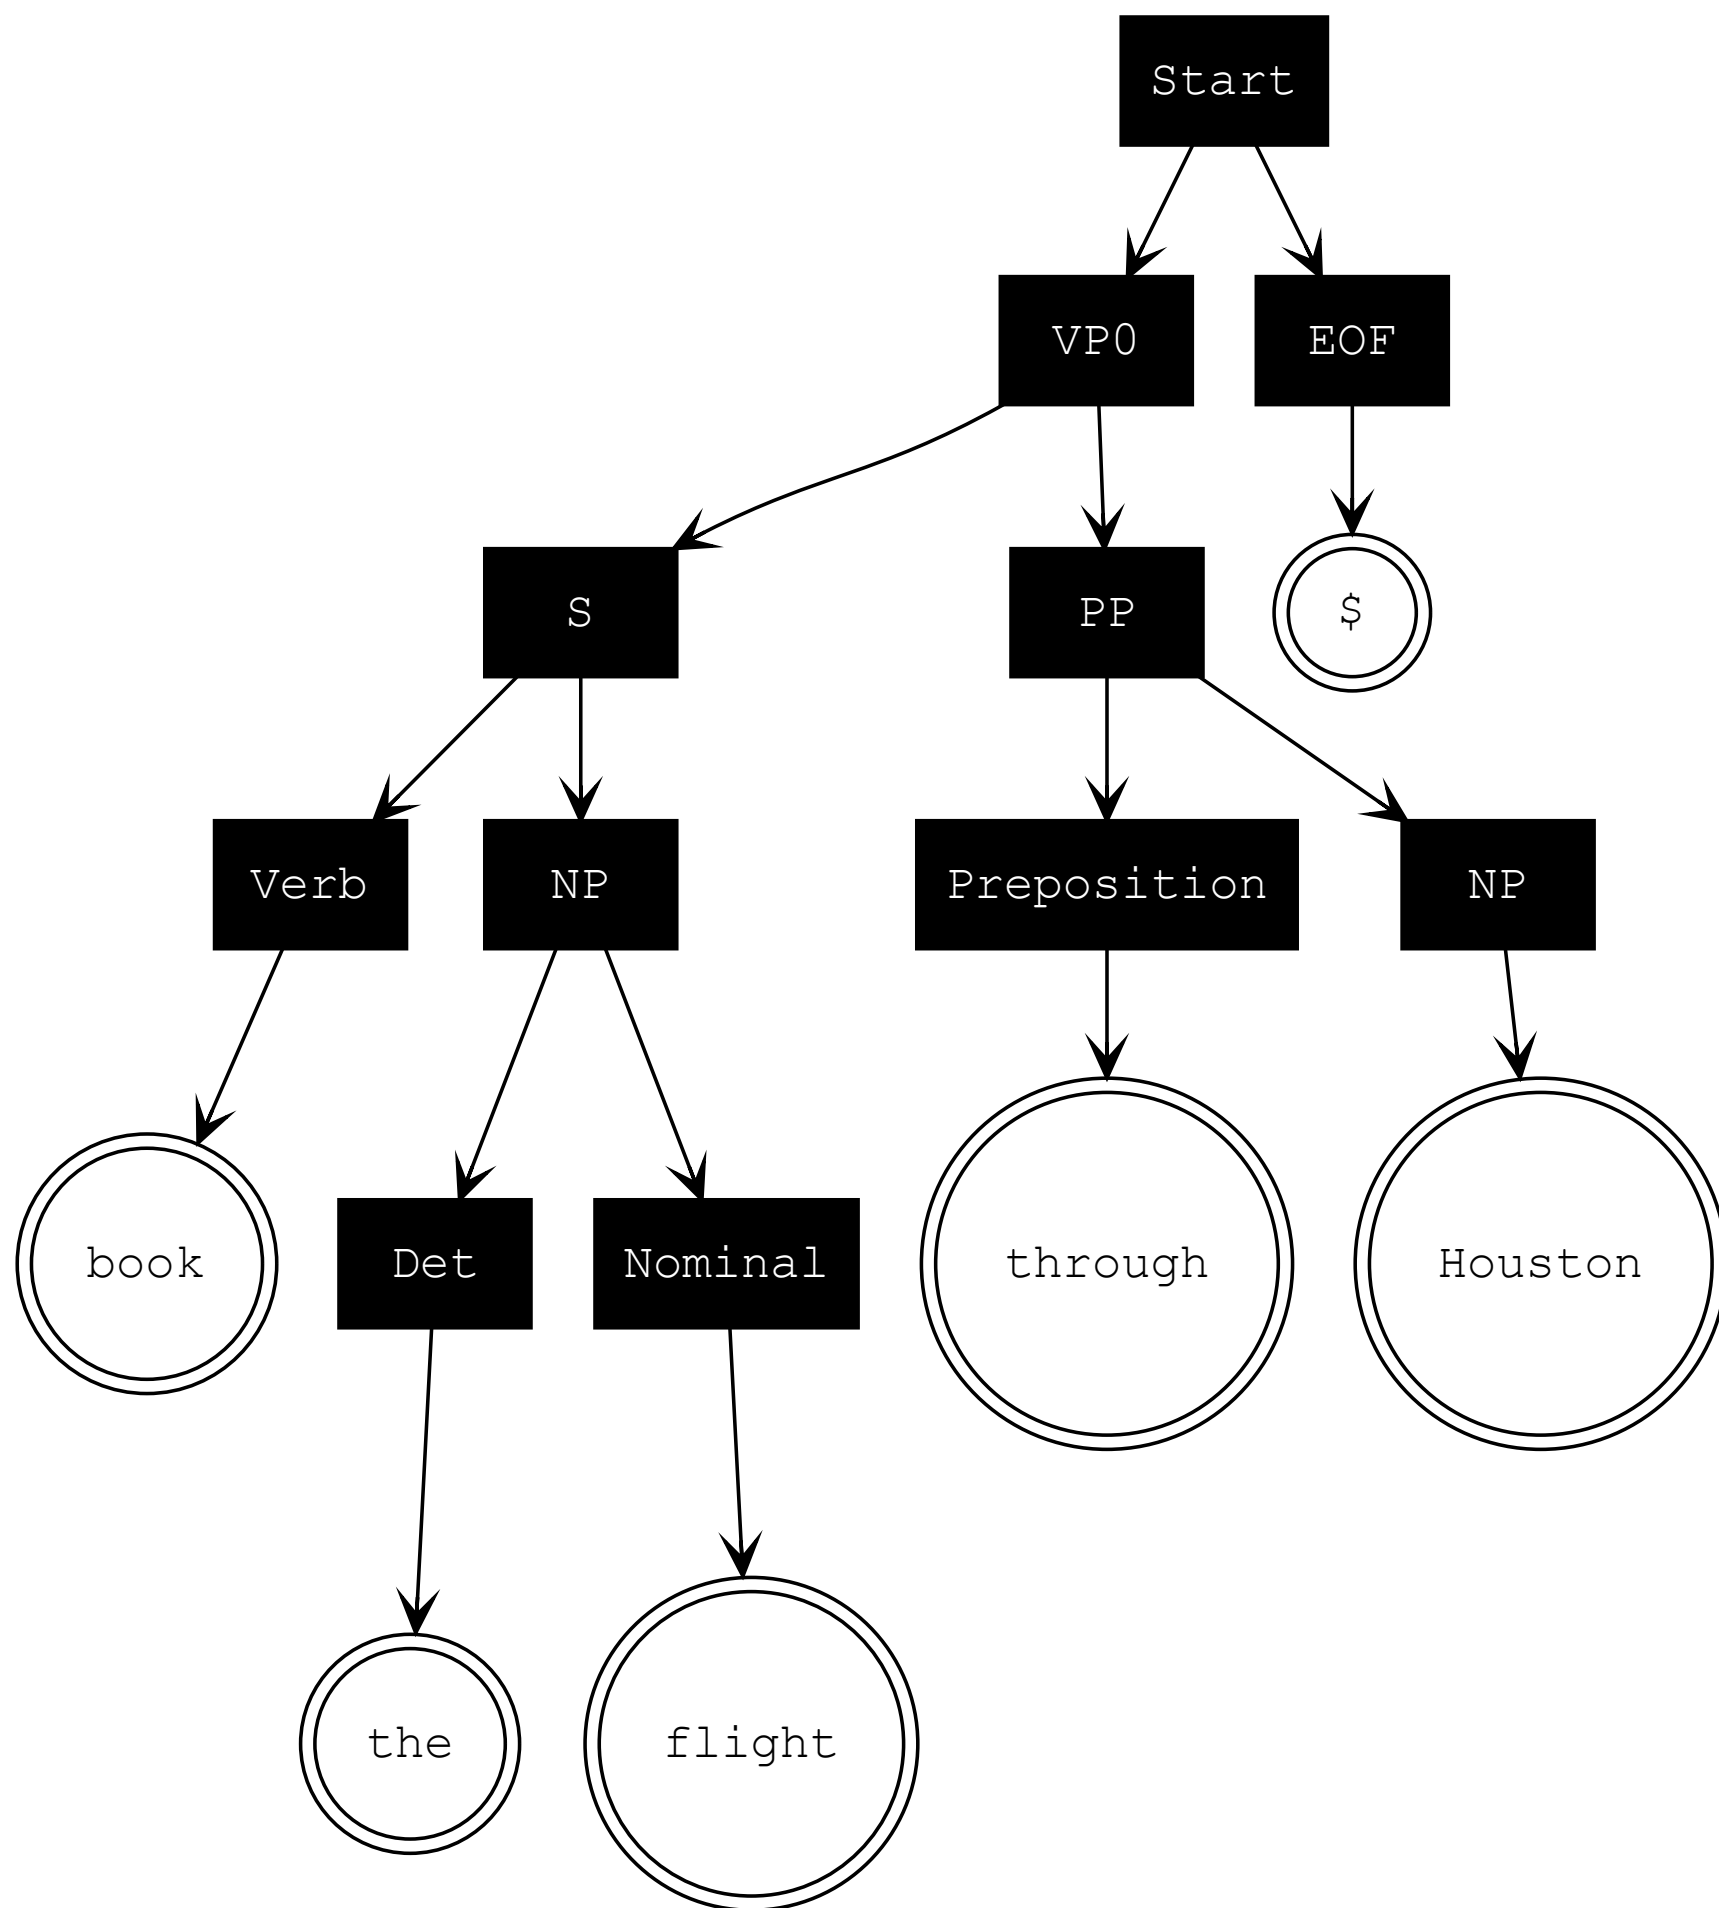 Start
VP0
EOF
S
PP
$
Verb
NP
Preposition
NP
book
Det
Nominal
through
Houston
the
flight